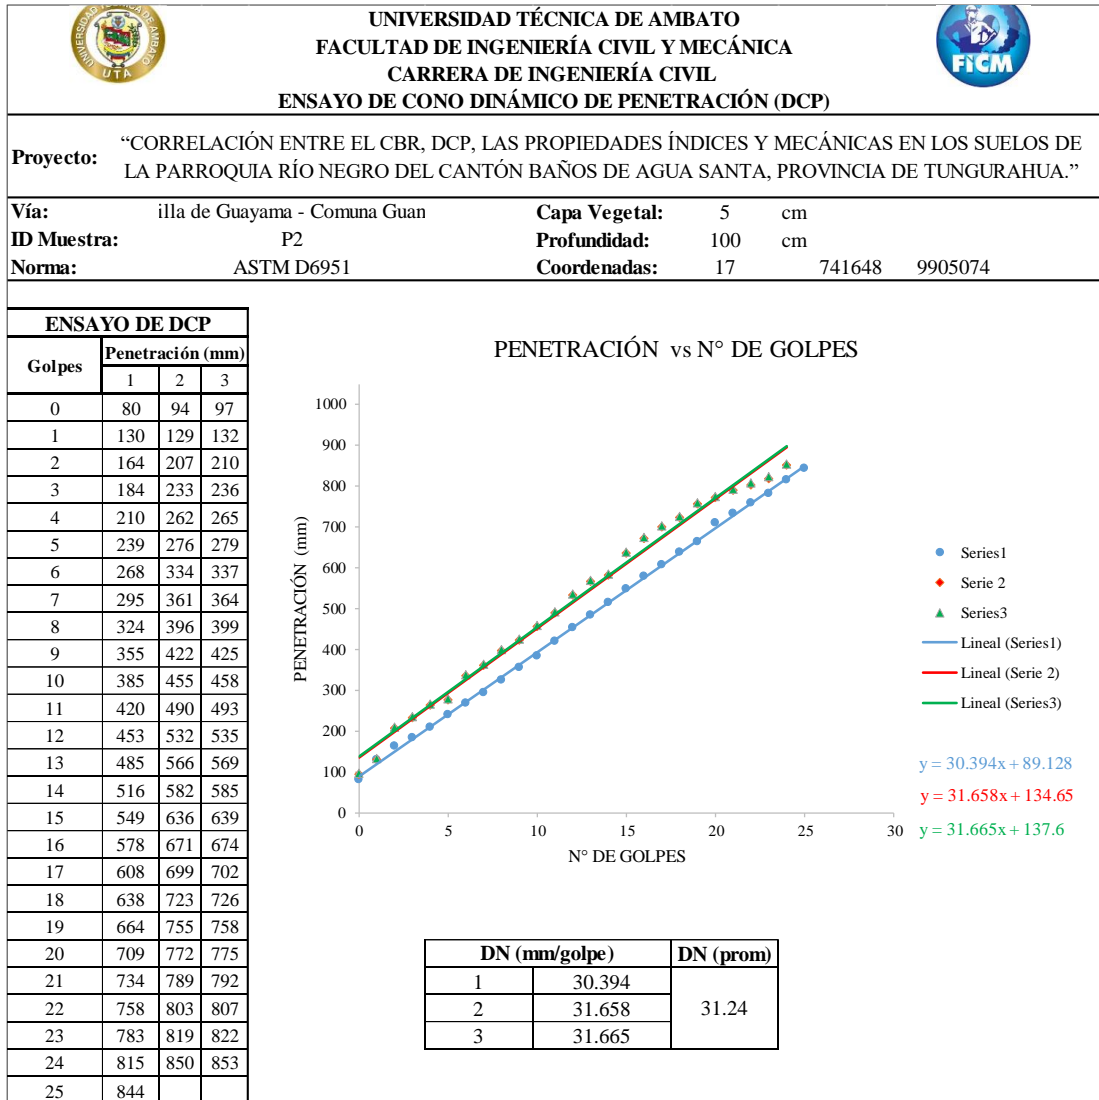 UNIVERSIDAD TÉCNICA DE AMBATO
FACULTAD DE INGENIERÍA CIVIL Y MECÁNICA
CARRERA DE INGENIERÍA CIVIL
ENSAYO DE CONO DINÁMICO DE PENETRACIÓN (DCP)
UTA
FICM
Proyecto: “CORRELACIÓN ENTRE EL CBR, DCP, LAS PROPIEDADES ÍNDICES Y MECÁNICAS EN LOS SUELOS DE
LA PARROQUIA RÍO NEGRO DEL CANTÓN BAÑOS DE AGUA SANTA, PROVINCIA DE TUNGURAHUA.”
Vía: illa de Guayama - Comuna Guan Capa Vegetal: 5 cm
ID Muestra: P2 Profundidad: 100 cm
Norma: ASTM D6951 Coordenadas: 17 741648 9905074
ENSAYO DE DCP
Golpes Penetración (mm)
1 2 3
0 80 94 97
1 130 129 132
2 164 207 210
3 184 233 236
4 210 262 265
5 239 276 279
6 268 334 337
7 295 361 364
8 324 396 399
9 355 422 425
10 385 455 458
11 420 490 493
12 453 532 535
13 485 566 569
14 516 582 585
15 549 636 639
16 578 671 674
17 608 699 702
18 638 723 726
19 664 755 758
20 709 772 775
21 734 789 792
22 758 803 807
23 783 819 822
24 815 850 853
25 844
PENETRACIÓN vs N° DE GOLPES
PENETRACIÓN (mm)
1000
900
800
700
600
500
400
300
200
100
0
0 5 10 15 20 25 30
N° DE GOLPES
Series1
Serie 2
Series3
Lineal (Series1)
Lineal (Serie 2)
Lineal (Series3)
y = 30.394x + 89.128
y = 31.658x + 134.65
y = 31.665x + 137.6
DN (mm/golpe) DN (prom)
1 30.394
2 31.658 31.24
3 31.665